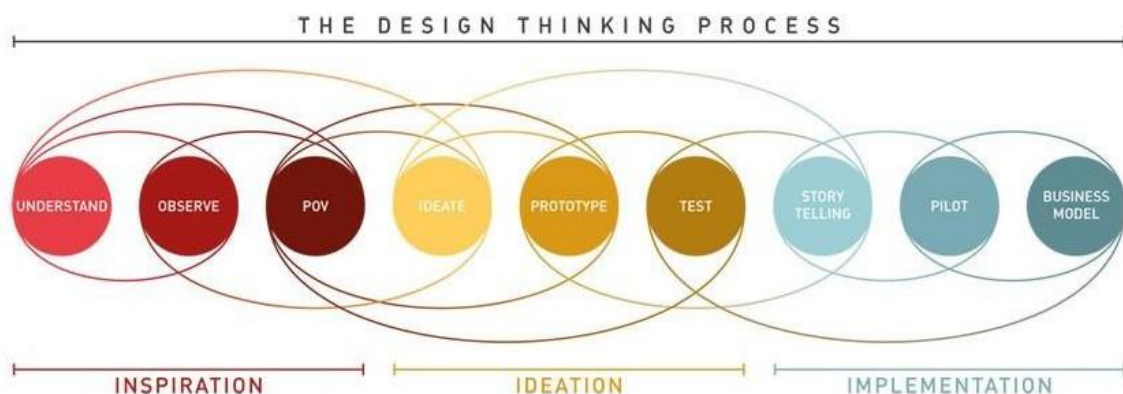 THE DESIGN THINKING PROCESS
UNDERSTAND
OBSERVE
POV
IDEATE
PROTOTYPE
TEST
STORY
TELLING
PILOT
BUSINESS
MODEL
INSPIRATION
IDEATION
IMPLEMENTATION